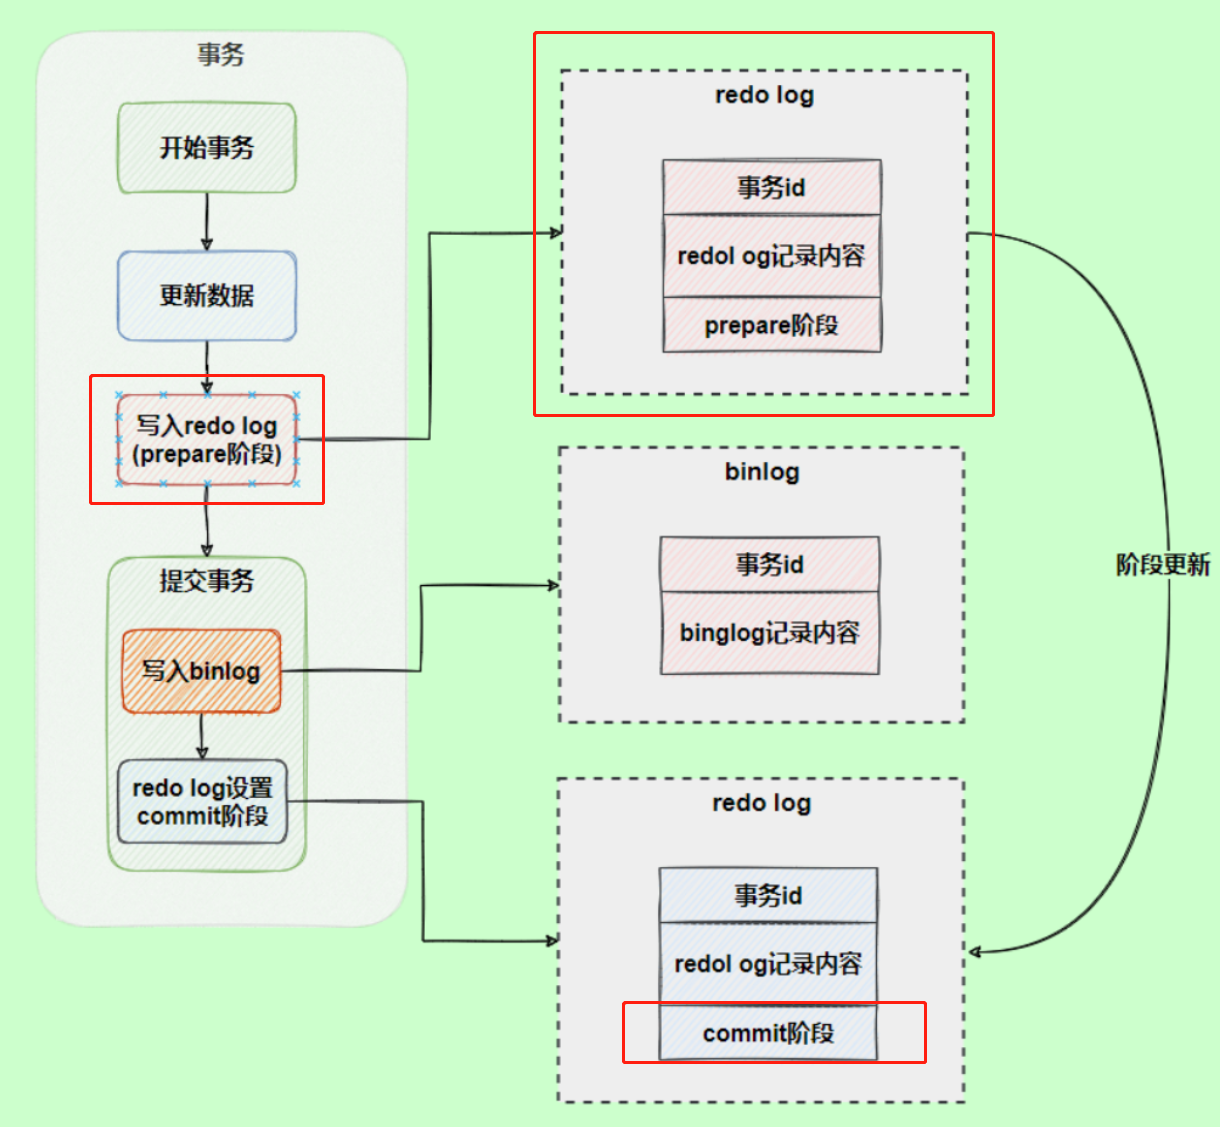 事务
开始事务
更新数据
写入redo log
(prepare阶段)
提交事务
写入binlog
redo log设置
commit阶段
redo log
事务id
redol og记录内容
prepare阶段
binlog
事务id
binglog记录内容
redo log
事务id
redol og记录内容
commit阶段
阶段更新